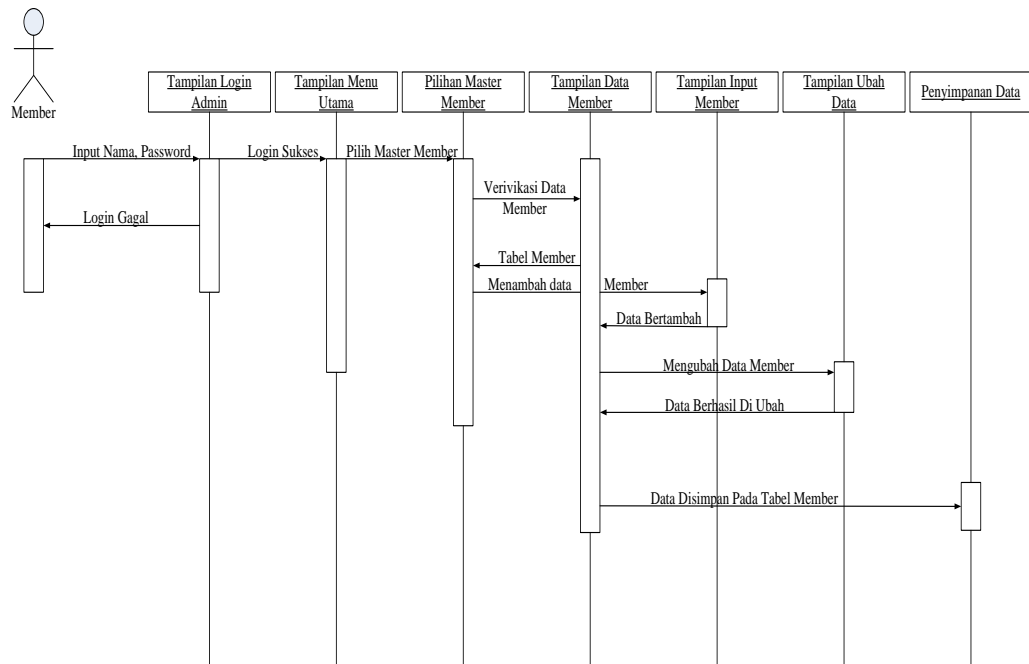 Member
Tampilan Login
Admin
Tampilan Menu
Utama
Pilihan Master
Member
Tampilan Data
Member
Tampilan Input
Member
Tampilan Ubah
Data
Penyimpanan Data
Input Nama, Password
Login Sukses
Pilih Master Member
Verivikasi Data
Member
Login Gagal
Tabel Member
Menambah data
Member
Data Bertambah
Mengubah Data Member
Data Berhasil Di Ubah
Data Disimpan Pada Tabel Member